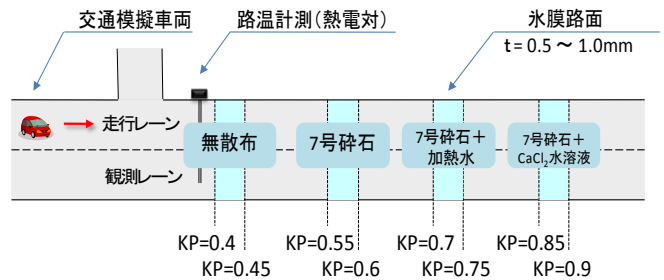 交通模擬車両
路温計測(熱電対)
氷膜路面
t= 0.5 ~ 1.0mm
走行レーン
観測レーン
無散布
7号砕石
7号砕石+
加熱水
7号砕石+
CaCl₂水溶液
KP=0.4
KP=0.45
KP=0.55
KP=0.6
KP=0.7
KP=0.75
KP=0.85
KP=0.9